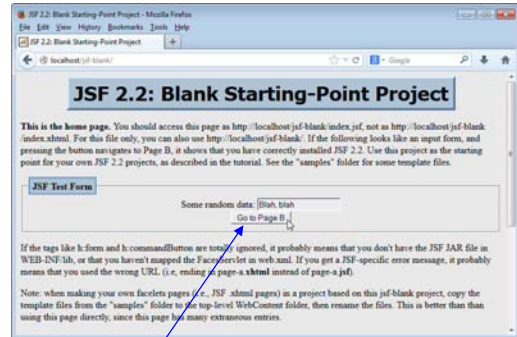 JSF 2.2: Blank Starting-Point Project - Mozilla Firefox
File Edit View History Bookmarks Tools Help
JSF 2.2: Blank Starting-Point Project
localhost/jsf-blank/
Google
JSF 2.2: Blank Starting-Point Project
This is the home page. You should access this page as http://localhost/jsf-blank/index.jsf, not as http://localhost/jsf-blank
/index.xhtml. For this file only, you can also use http://localhost/jsf-blank/. If the following looks like an input form, and
pressing the button navigates to Page B, it shows that you have correctly installed JSF 2.2. Use this project as the starting
point for your own JSF 2.2 projects, as described in the tutorial. See the "samples" folder for some template files.
JSF Test Form
Some random data: Blah, blah
Go to Page B
If the tags like h:form and h:commandButton are totally ignored, it probably means that you don't have the JSF JAR file in
WEB-INF/lib, or that you haven't mapped the FacesServlet in web.xml. If you get a JSF-specific error message, it probably
means that you used the wrong URL (i.e, ending in page-a.xhtml instead of page-a.jsf).
Note: when making your own facelets pages (i.e., JSF .xhtml pages) in a project based on this jsf-blank project, copy the
template files from the "samples" folder to the top-level WebContent folder, then rename the files. This is better than than
using this page directly, since this page has many extraneous entries.